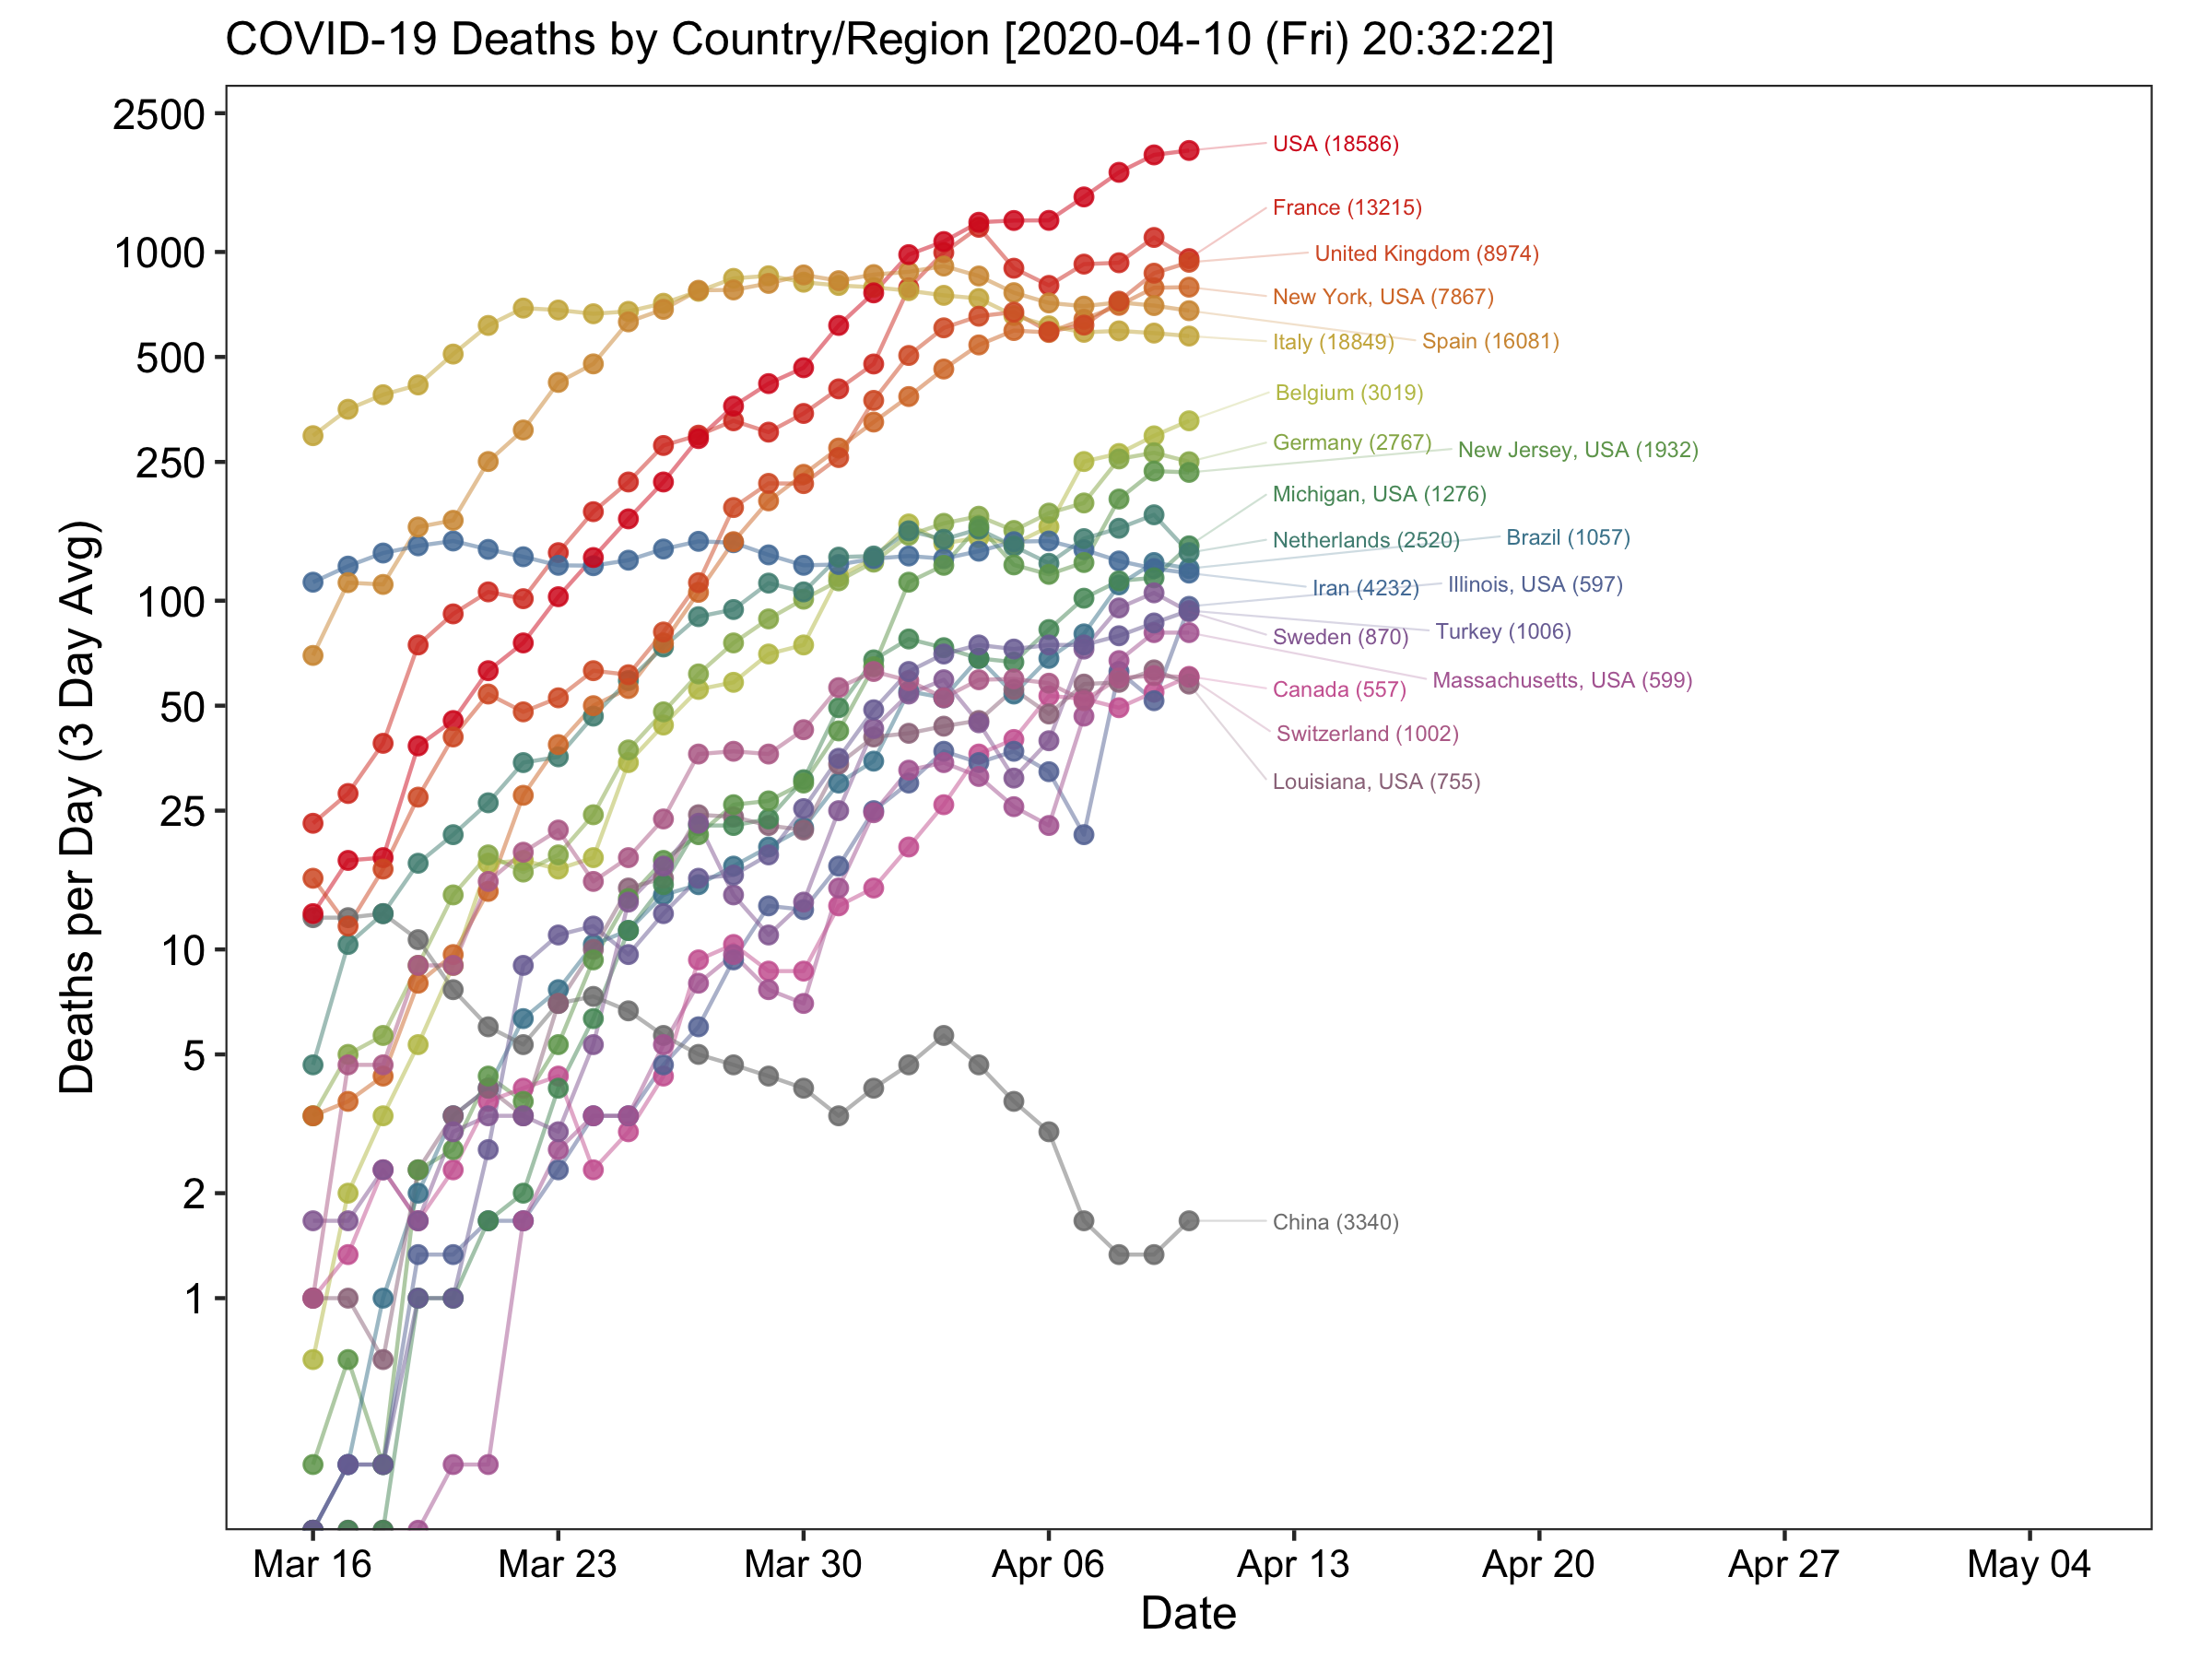 COVID-19 Deaths by Country/Region [2020-04-10 (Fri) 20:32:22]
Deaths per Day (3 Day Avg)
2500
1000
500
250
100
50
25
10
5
2
1
USA (18586)
France (13215)
United Kingdom (8974)
New York, USA (7867)
Italy (18849)
Spain (16081)
Belgium (3019)
Germany (2767)
New Jersey, USA (1932)
Michigan, USA (1276)
Netherlands (2520)
Brazil (1057)
Iran (4232)
Illinois, USA (597)
Sweden (870)
Turkey (1006)
Canada (557)
Massachusetts, USA (599)
Switzerland (1002)
Louisiana, USA (755)
China (3340)
Mar 16
Mar 23
Mar 30
Apr 06
Apr 13
Apr 20
Apr 27
May 04
Date